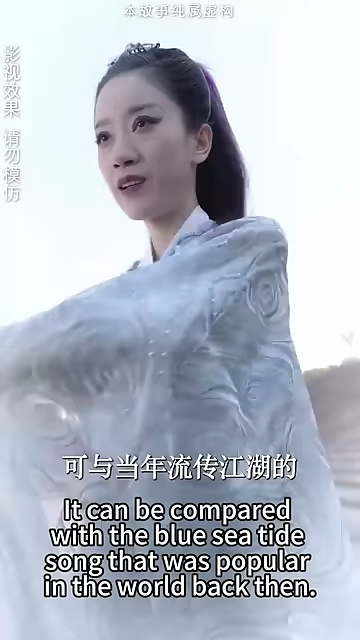 本故事纯属虚构
影视效果 请勿模仿
可与当年流传江湖的
It can be compared
with the blue sea tide
song that was popular
in the world back then.